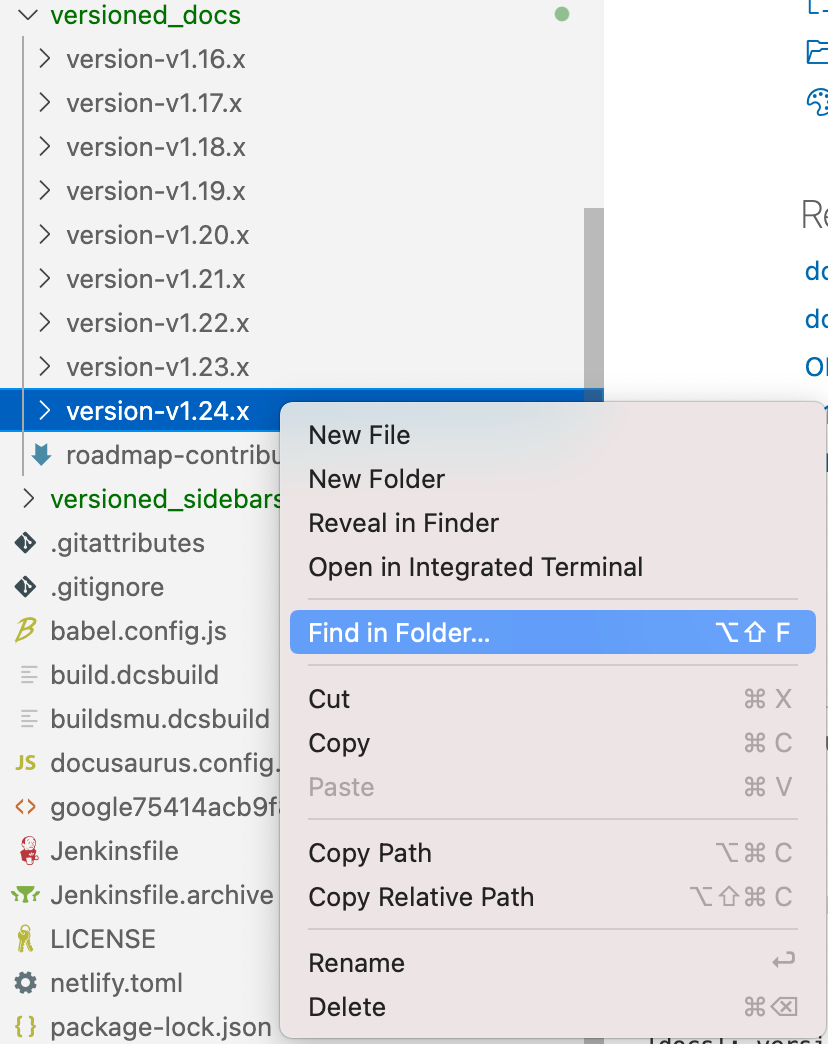 versioned_docs
version-v1.16.x
version-v1.17.x
version-v1.18.x
version-v1.19.x
version-v1.20.x
version-v1.21.x
version-v1.22.x
version-v1.23.x
version-v1.24.x
roadmap-contribu
versioned_sidebars
.gitattributes
.gitignore
babel.config.js
build.dcsbuild
buildsmu.dcsbuild
JS docusaurus.config.
google75414acb9f
Jenkinsfile
Jenkinsfile.archive
LICENSE
netlify.toml
package-lock.json
New File
New Folder
Reveal in Finder
Open in Integrated Terminal
Find in Folder... ⌥⇧ F
Cut ⌘ X
Copy ⌘ C
Paste ⌘ V
Copy Path ⌥⌘ C
Copy Relative Path ⌥⇧⌘ C
Rename
Delete ⌘⌫
Re
do
do